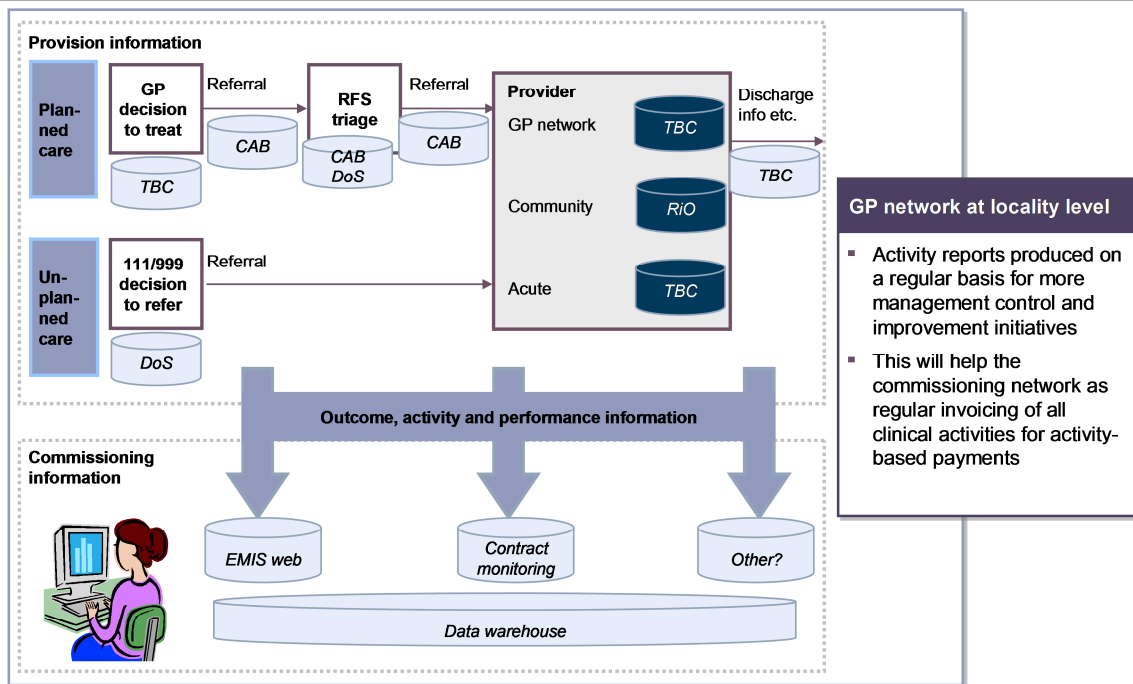 Provision information
Plan-
ned
care
GP
decision
to treat
TBC
Referral
CAB
RFS
triage
CAB
DoS
Referral
CAB
Provider
GP network
TBC
Community
RiO
Acute
TBC
Discharge
info etc.
TBC
Un-
plan-
ned
care
111/999
decision
to refer
DoS
Referral
Outcome, activity and performance information
Commissioning
information
EMIS web
Contract
monitoring
Other?
Data warehouse
GP network at locality level
▪ Activity reports produced on
a regular basis for more
management control and
improvement initiatives
▪ This will help the
commissioning network as
regular invoicing of all
clinical activities for activity-
based payments